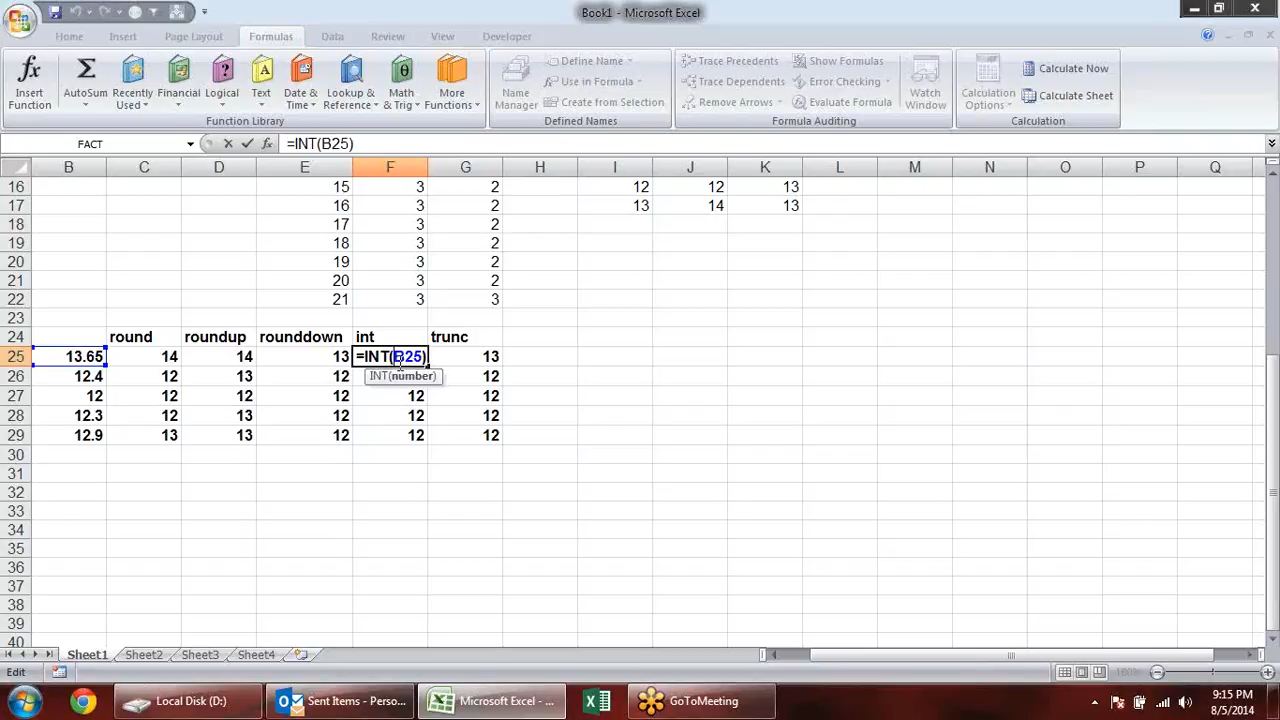 Book1 - Microsoft Excel
Home Insert Page Layout Formulas Data Review View Developer
Insert Function
AutoSum
Recently Used
Financial
Logical
Text
Date & Time
Lookup & Reference
Math & Trig
More Functions
Function Library
Name Manager
Define Name
Use in Formula
Create from Selection
Defined Names
Trace Precedents
Trace Dependents
Remove Arrows
Show Formulas
Error Checking
Evaluate Formula
Formula Auditing
Watch Window
Calculation Options
Calculate Now
Calculate Sheet
Calculation
FACT =INT(B25)
B C D E F G H I J K L M N O P Q
16 15 3 2 12 12 13
17 16 3 2 13 14 13
18 17 3 2
19 18 3 2
20 19 3 2
21 20 3 2
22 21 3 3
23
24 round roundup rounddown int trunc
25 13.65 14 14 13 =INT(B25) 13
26 12.4 12 13 12 12
INT(number)
27 12 12 12 12 12 12
28 12.3 12 13 12 12 12
29 12.9 13 13 12 12 12
30
31
32
33
34
35
36
37
38
39
40
Sheet1 Sheet2 Sheet3 Sheet4
Edit 100%
Local Disk (D:) Sent Items - Perso... Microsoft Excel - ... GoToMeeting
9:15 PM
8/5/2014